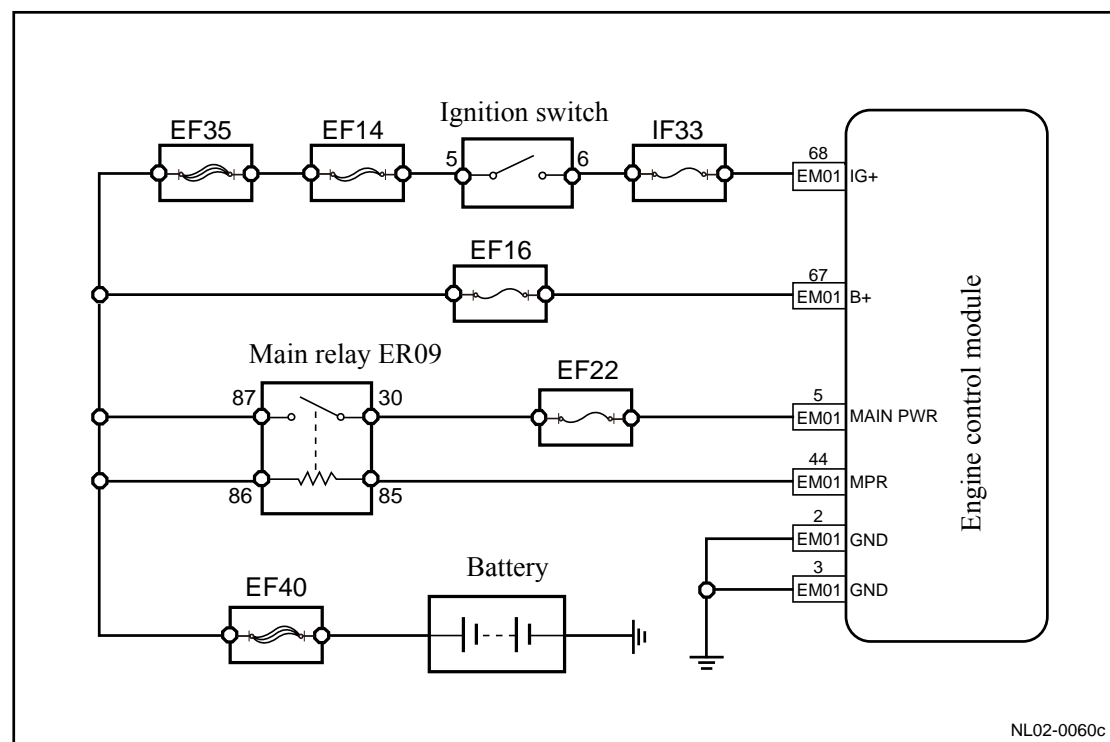 Ignition switch
EF35
EF14
5
6
IF33
68
EM01 IG+
EF16
67
EM01 B+
Main relay ER09
87
30
EF22
5
EM01 MAIN PWR
86
85
44
EM01 MPR
2
EM01 GND
3
EM01 GND
Engine control module
EF40
Battery
NL02-0060c